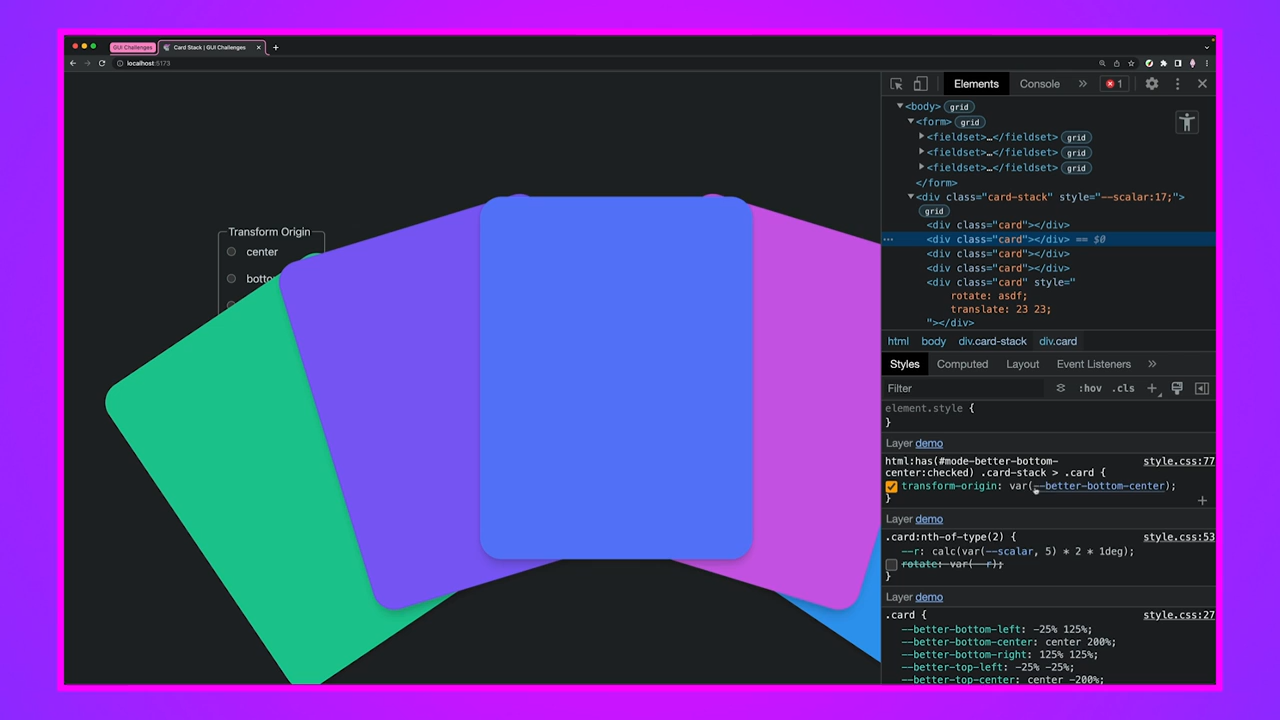 GUI Challenges
Card Stack | GUI Challenges
localhost:5173
Transform Origin
center
Elements
Console
1
<body> grid
<form> grid
<fieldset>…</fieldset> grid
<fieldset>…</fieldset> grid
<fieldset>…</fieldset> grid
</form>
<div class="card-stack" style="--scalar:17;">
grid
<div class="card"></div>
<div class="card"></div> == $0
<div class="card"></div>
<div class="card"></div>
<div class="card" style="
rotate: asdf;
translate: 23 23;
"></div>
html body div.card-stack div.card
Styles Computed Layout Event Listeners
Filter :hov .cls
element.style {
}
Layer demo
html:has(#mode-better-bottom- style.css:77
center:checked) .card-stack > .card {
transform-origin: var(--better-bottom-center);
}
Layer demo
.card:nth-of-type(2) { style.css:53
--r: calc(var(--scalar, 5) * 2 * 1deg);
rotate: var(--r);
}
Layer demo
.card { style.css:27
--better-bottom-left: -25% 125%;
--better-bottom-center: center 200%;
--better-bottom-right: 125% 125%;
--better-top-left: -25% -25%;
--better-top-center: center -200%;